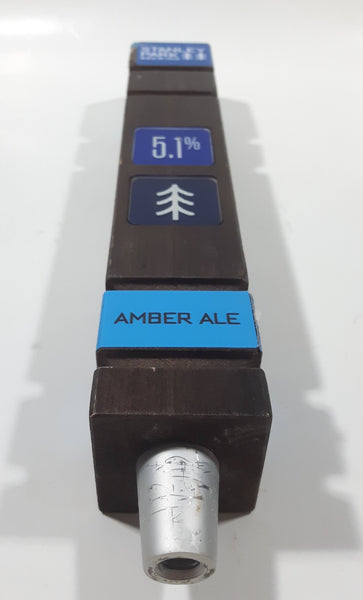 STANLEY
PARK
5.1%
AMBER ALE